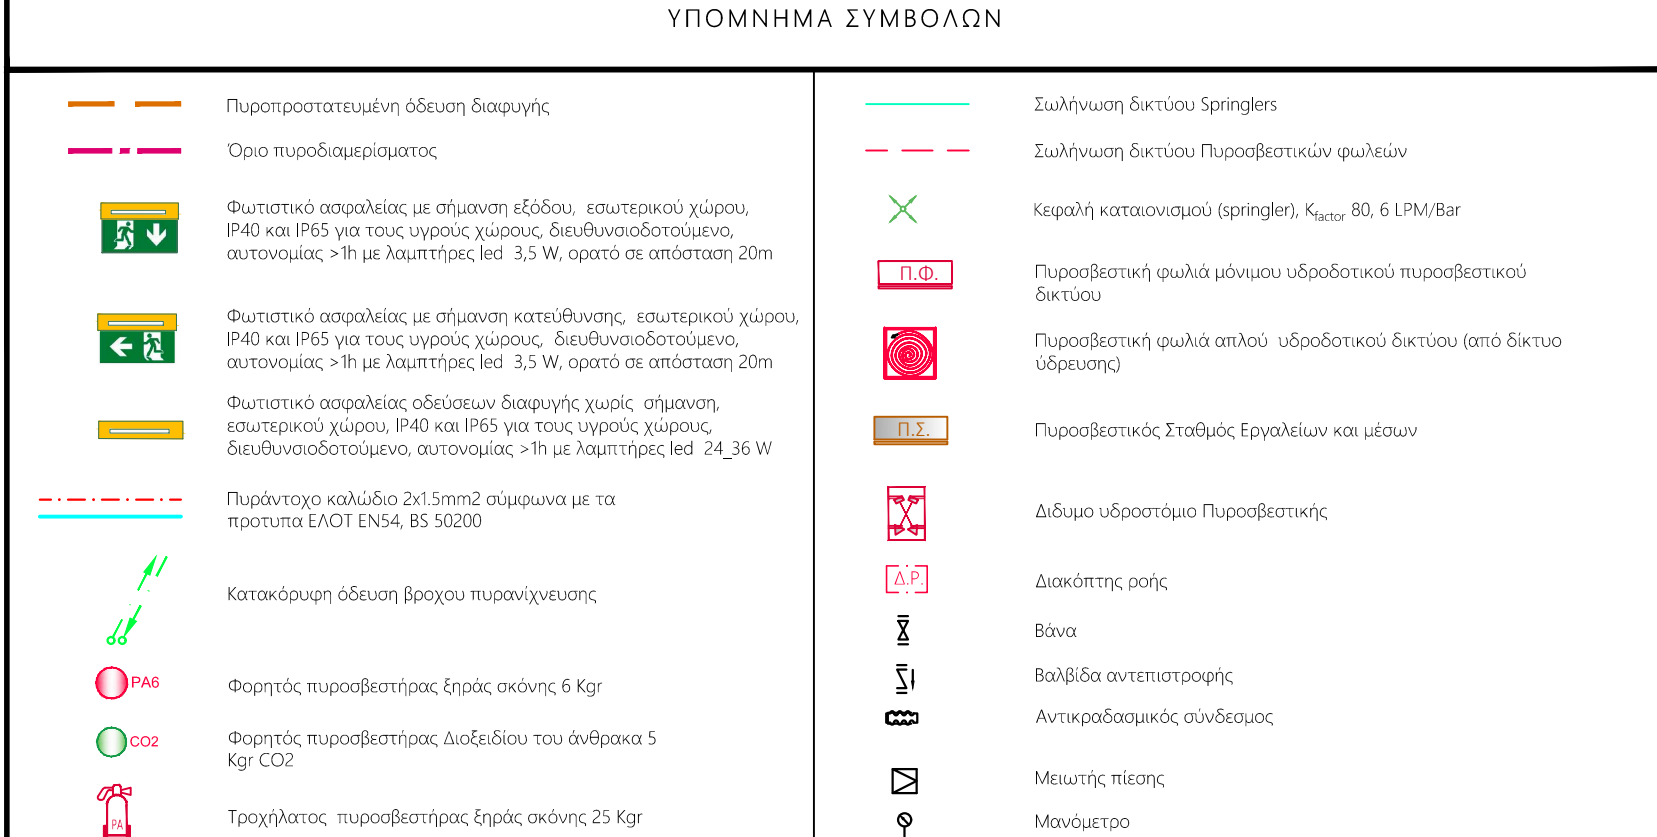 ΥΠΟΜΝΗΜΑ ΣΥΜΒΟΛΩΝ
Πυροπροστατευμένη όδευση διαφυγής
Όριο πυροδιαμερίσματος
Φωτιστικό ασφαλείας με σήμανση εξόδου, εσωτερικού χώρου,
IP40 και IP65 για τους υγρούς χώρους, διευθυνσιοδοτούμενο,
αυτονομίας >1h με λαμπτήρες led 3,5 W, ορατό σε απόσταση 20m
Φωτιστικό ασφαλείας με σήμανση κατεύθυνσης, εσωτερικού χώρου,
IP40 και IP65 για τους υγρούς χώρους, διευθυνσιοδοτούμενο,
αυτονομίας >1h με λαμπτήρες led 3,5 W, ορατό σε απόσταση 20m
Φωτιστικό ασφαλείας οδεύσεων διαφυγής χωρίς σήμανση,
εσωτερικού χώρου, IP40 και IP65 για τους υγρούς χώρους,
διευθυνσιοδοτούμενο, αυτονομίας >1h με λαμπτήρες led 24_36 W
Πυράντοχο καλώδιο 2x1.5mm2 σύμφωνα με τα
προτυπα ΕΛΟΤ EN54, BS 50200
Κατακόρυφη όδευση βροχου πυρανίχνευσης
PA6 Φορητός πυροσβεστήρας ξηράς σκόνης 6 Kgr
CO2 Φορητός πυροσβεστήρας Διοξειδίου του άνθρακα 5
Kgr CO2
PA Τροχήλατος πυροσβεστήρας ξηράς σκόνης 25 Kgr
Σωλήνωση δικτύου Springlers
Σωλήνωση δικτύου Πυροσβεστικών φωλεών
Κεφαλή καταιονισμού (springler), Kfactor 80, 6 LPM/Bar
Π.Φ. Πυροσβεστική φωλιά μόνιμου υδροδοτικού πυροσβεστικού
δικτύου
Πυροσβεστική φωλιά απλού υδροδοτικού δικτύου (από δίκτυο
ύδρευσης)
Π.Σ. Πυροσβεστικός Σταθμός Εργαλείων και μέσων
Διδυμο υδροστόμιο Πυροσβεστικής
Δ.Ρ. Διακόπτης ροής
Βάνα
Βαλβίδα αντεπιστροφής
Αντικραδασμικός σύνδεσμος
Μειωτής πίεσης
Μανόμετρο